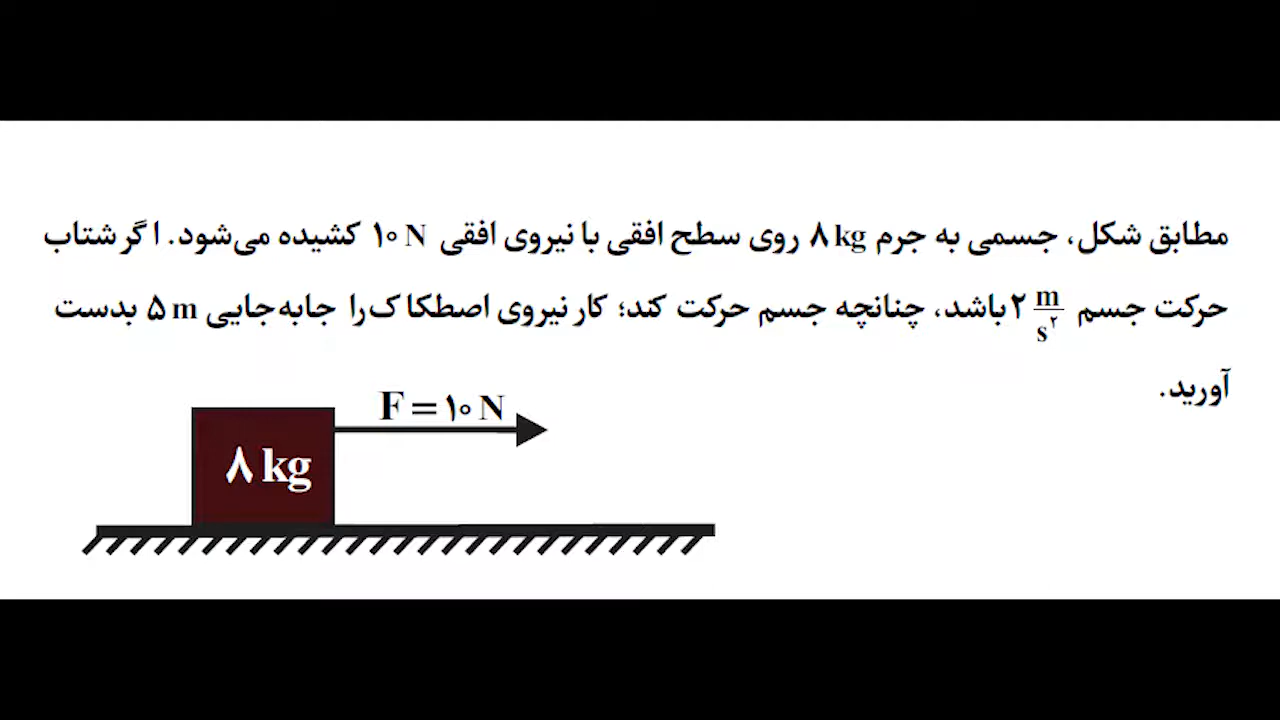 مطابق شکل، جسمی به جرم ۸ kg روی سطح افقی با نیروی افقی ۱۰ N کشیده می‌شود. اگر شتاب
حرکت جسم ۲ m/s۲ باشد، چنانچه جسم حرکت کند؛ کار نیروی اصطکاک را جابه‌جایی ۵ m بدست
آورید.
F = ۱۰ N
۸ kg